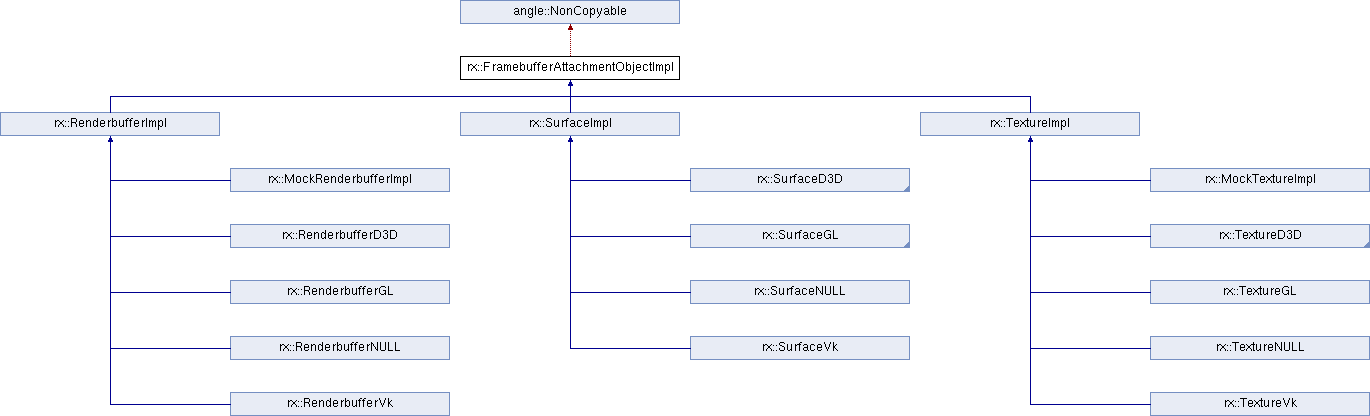 angle::NonCopyable
rx::FramebufferAttachmentObjectImpl
rx::RenderbufferImpl
rx::SurfaceImpl
rx::TextureImpl
rx::MockRenderbufferImpl
rx::SurfaceD3D
rx::MockTextureImpl
rx::RenderbufferD3D
rx::SurfaceGL
rx::TextureD3D
rx::RenderbufferGL
rx::SurfaceNULL
rx::TextureGL
rx::RenderbufferNULL
rx::SurfaceVk
rx::TextureNULL
rx::RenderbufferVk
rx::TextureVk